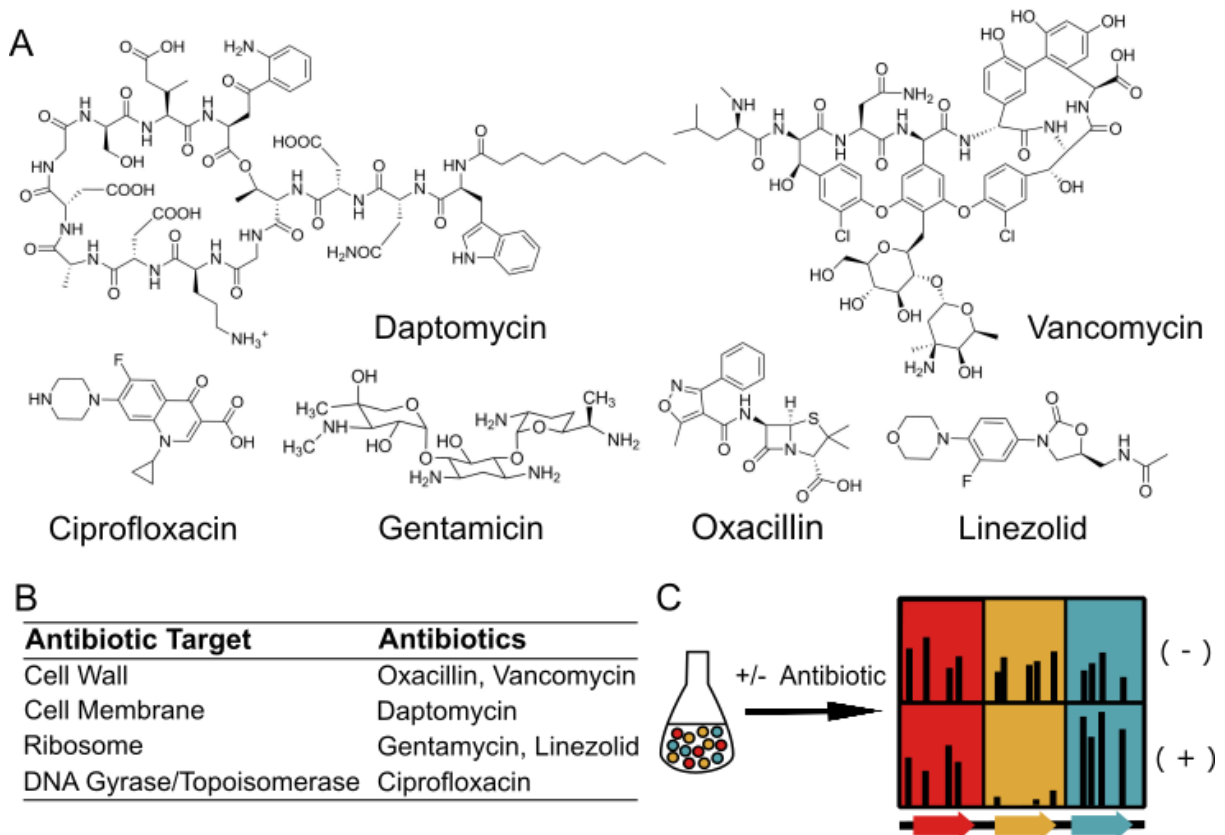 A
Daptomycin
Vancomycin
Ciprofloxacin
Gentamicin
Oxacillin
Linezolid
B
Antibiotic Target Antibiotics
Cell Wall Oxacillin, Vancomycin
Cell Membrane Daptomycin
Ribosome Gentamycin, Linezolid
DNA Gyrase/Topoisomerase Ciprofloxacin
C
+/- Antibiotic
( - )
( + )